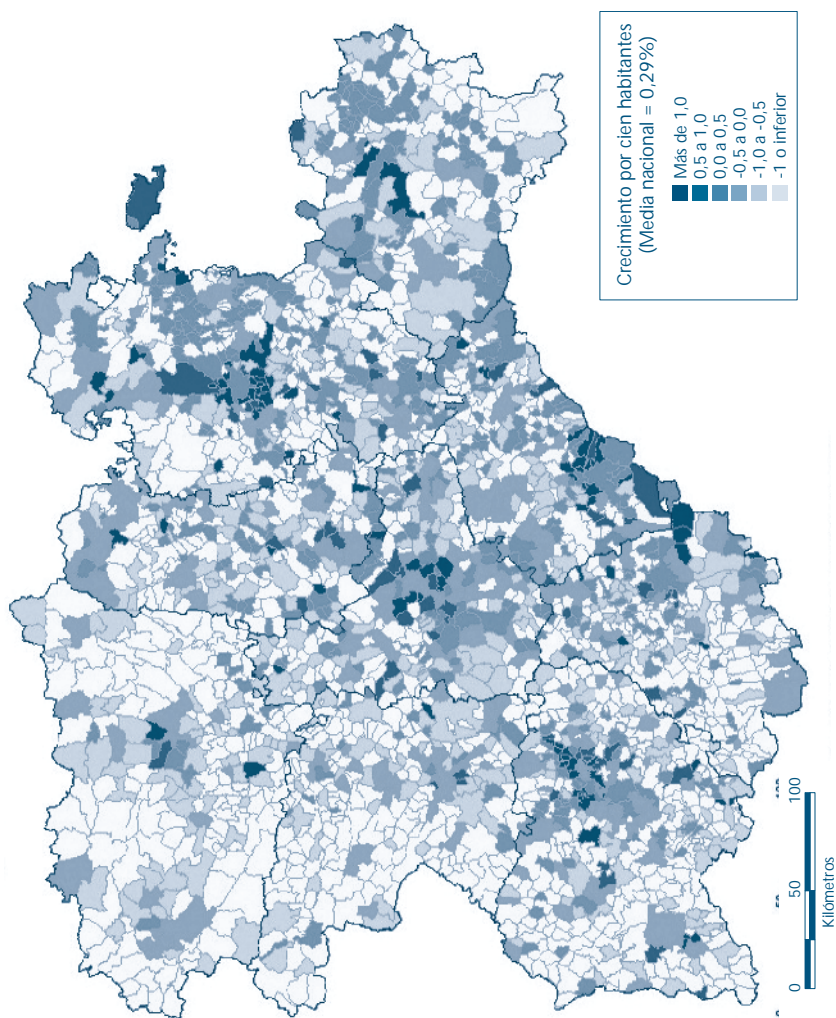 Crecimiento por cien habitantes
(Media nacional = 0,29%)
Más de 1,0
0,5 a 1,0
0,0 a 0,5
-0,5 a 0,0
-1,0 a -0,5
-1 o inferior
0 50 100
Kilómetros